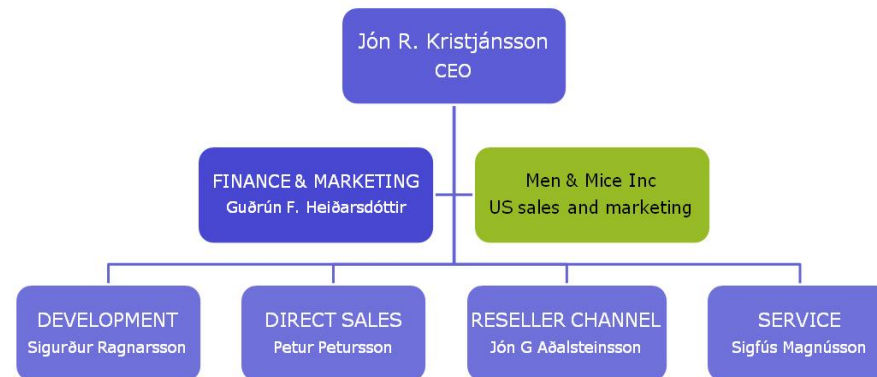 Jón R. Kristjánsson
CEO
FINANCE & MARKETING
Guðrún F. Heiðarsdóttir
Men & Mice Inc
US sales and marketing
DEVELOPMENT
Sigurður Ragnarsson
DIRECT SALES
Petur Petursson
RESELLER CHANNEL
Jón G Aðalsteinsson
SERVICE
Sigfús Magnússon